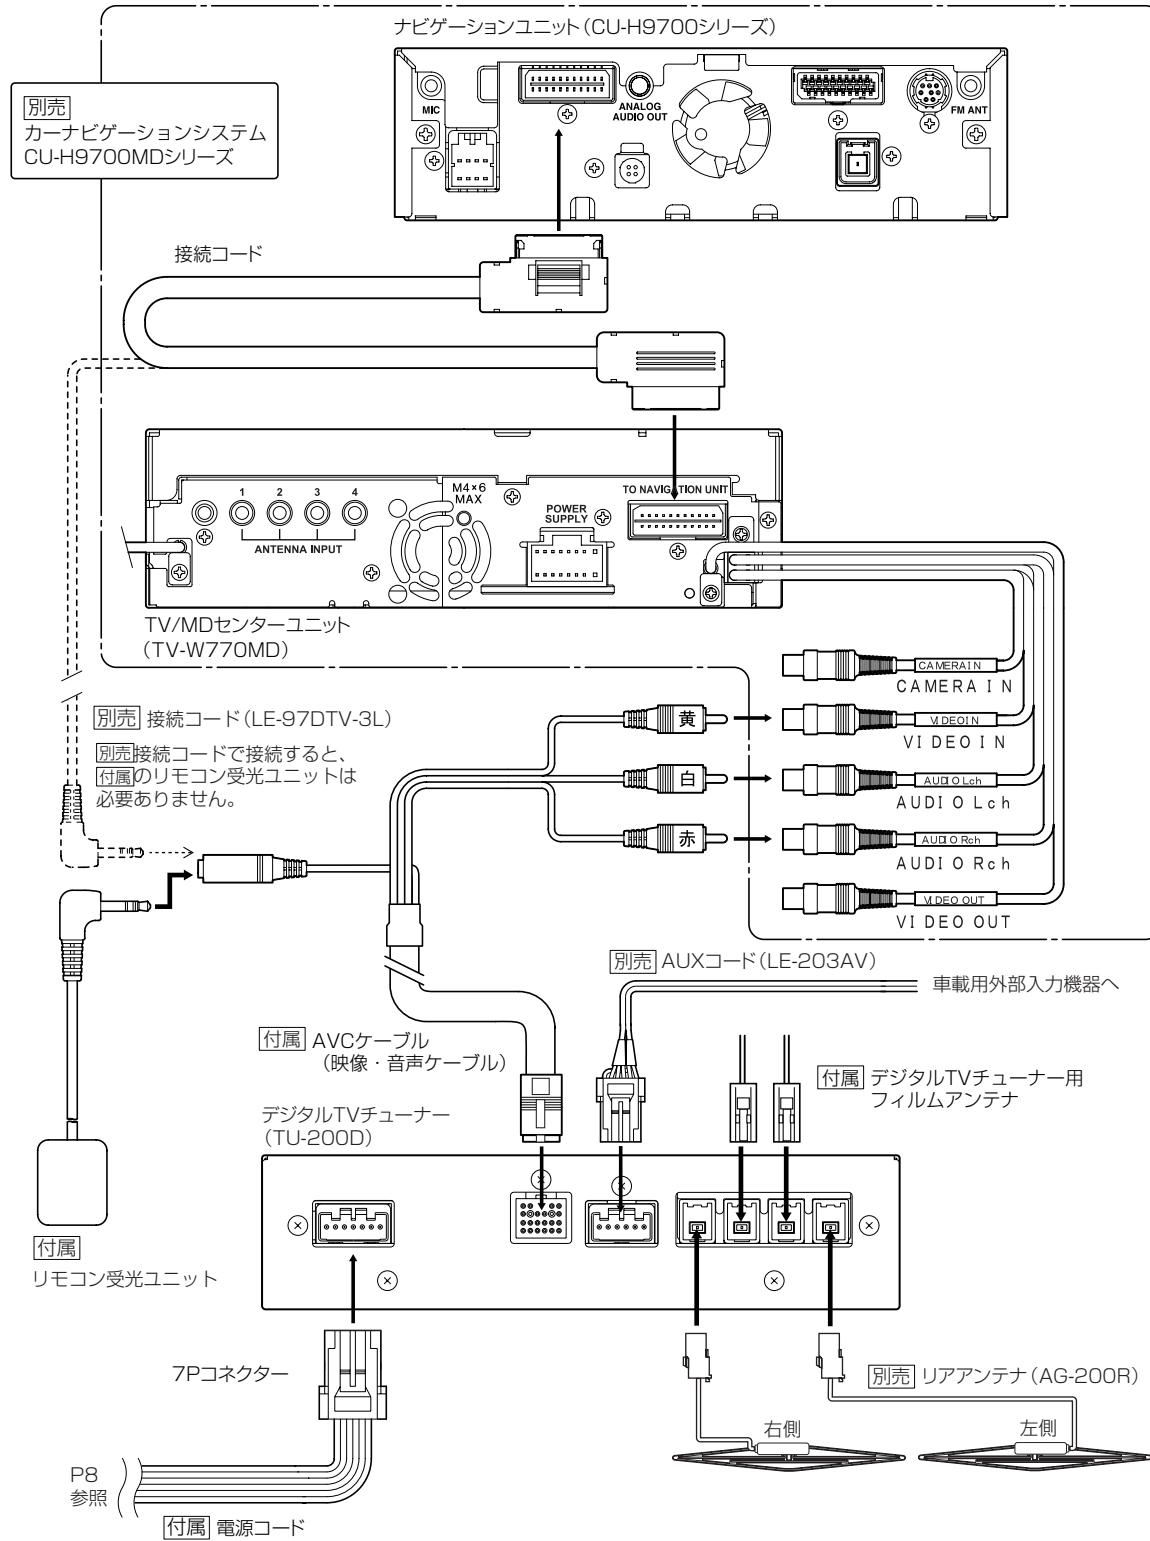 ナビゲーションユニット(CU-H9700シリーズ)
別売
カーナビゲーションシステム
CU-H9700MDシリーズ
MIC
ANALOG
AUDIO OUT
FM ANT
接続コード
1 2 3 4
ANTENNA INPUT
M4×6
MAX
POWER
SUPPLY
TO NAVIGATION UNIT
TV/MDセンターユニット
(TV-W770MD)
CAMERA IN
CAMERA IN
別売 接続コード(LE-97DTV-3L)
別売接続コードで接続すると、
付属のリモコン受光ユニットは
必要ありません。
黄
VIDEO IN
VIDEO IN
白
AUDIO Lch
AUDIO Lch
赤
AUDIO Rch
AUDIO Rch
VIDEO OUT
VIDEO OUT
別売 AUXコード(LE-203AV)
車載用外部入力機器へ
付属 AVCケーブル
(映像・音声ケーブル)
付属 デジタルTVチューナー用
フィルムアンテナ
デジタルTVチューナー
(TU-200D)
付属
リモコン受光ユニット
7Pコネクター
別売 リアアンテナ(AG-200R)
右側
左側
P8
参照
付属 電源コード